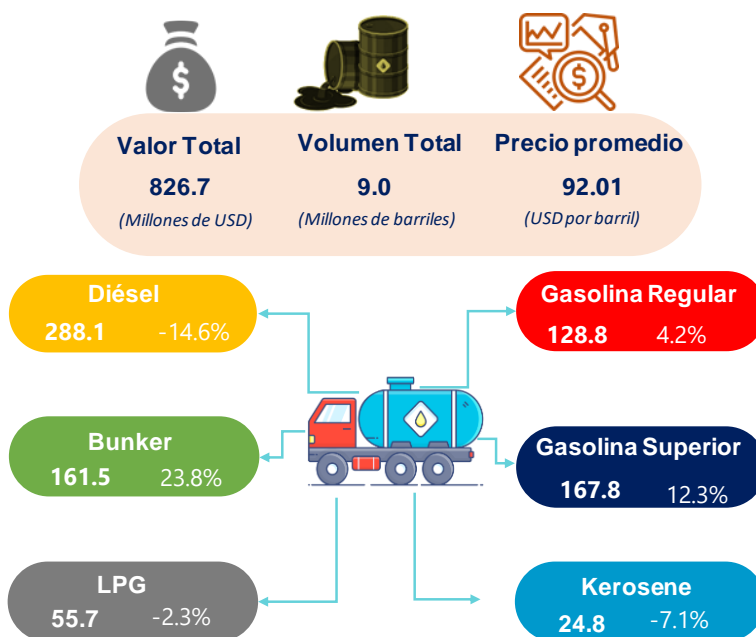 Valor Total
826.7
(Millones de USD)
Volumen Total
9.0
(Millones de barriles)
Precio promedio
92.01
(USD por barril)
Diésel
288.1 -14.6%
Gasolina Regular
128.8 4.2%
Bunker
161.5 23.8%
Gasolina Superior
167.8 12.3%
LPG
55.7 -2.3%
Kerosene
24.8 -7.1%